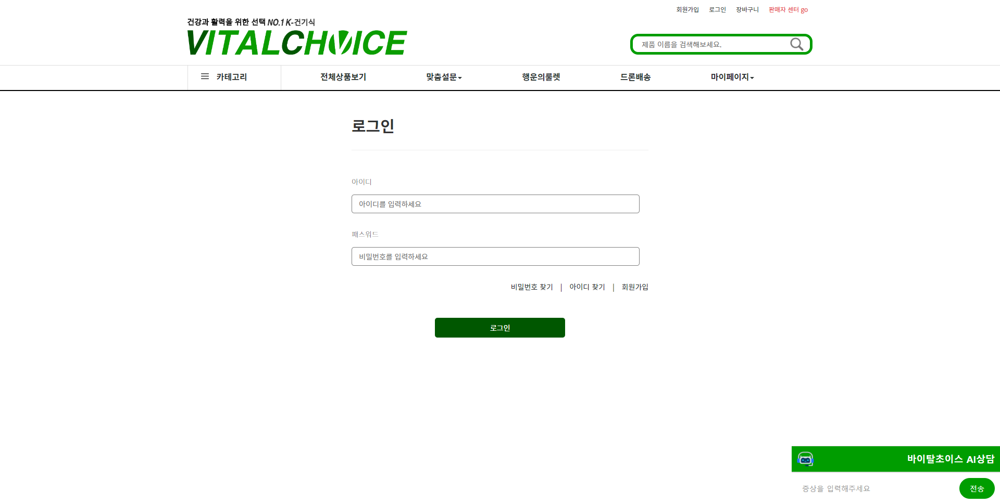 회원가입 로그인 장바구니 판매자 센터 go
건강과 활력을 위한 선택 NO.1 K-건기식
VITALCHOICE
제품 이름을 검색해보세요.
카테고리 전체상품보기 맞춤설문 행운의룰렛 드론배송 마이페이지
로그인
아이디
아이디를 입력하세요
패스워드
비밀번호를 입력하세요
비밀번호 찾기 | 아이디 찾기 | 회원가입
로그인
바이탈초이스 AI상담
증상을 입력해주세요 전송